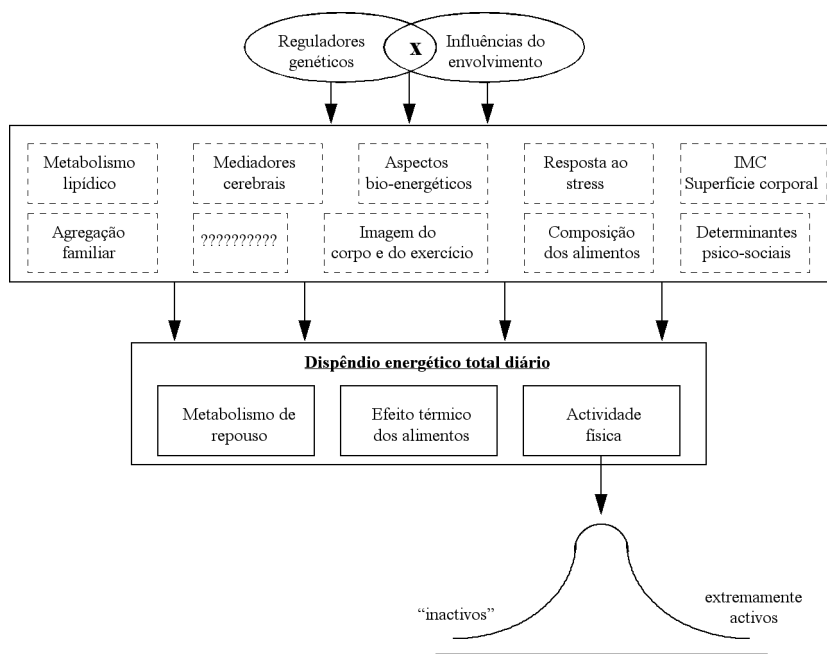 Reguladores
genéticos
x
Influências do
envolvimento
Metabolismo
lipídico
Mediadores
cerebrais
Aspectos
bio-energéticos
Resposta ao
stress
IMC
Superfície corporal
Agregação
familiar
??????????
Imagem do
corpo e do exercício
Composição
dos alimentos
Determinantes
psico-sociais
Dispêndio energético total diário
Metabolismo de
repouso
Efeito térmico
dos alimentos
Actividade
física
“inactivos”
extremamente
activos